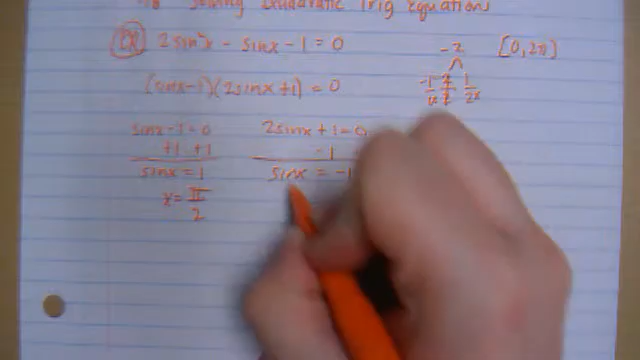 Solving Quadratic Trig Equations
EX 2sin²x - sinx - 1 = 0 [0, 2π)
-2
(sinx-1)(2sinx+1) = 0
sinx - 1 = 0 2sinx + 1 = 0
+1 +1 -1
sinx = 1 sinx = -1
x = π/2